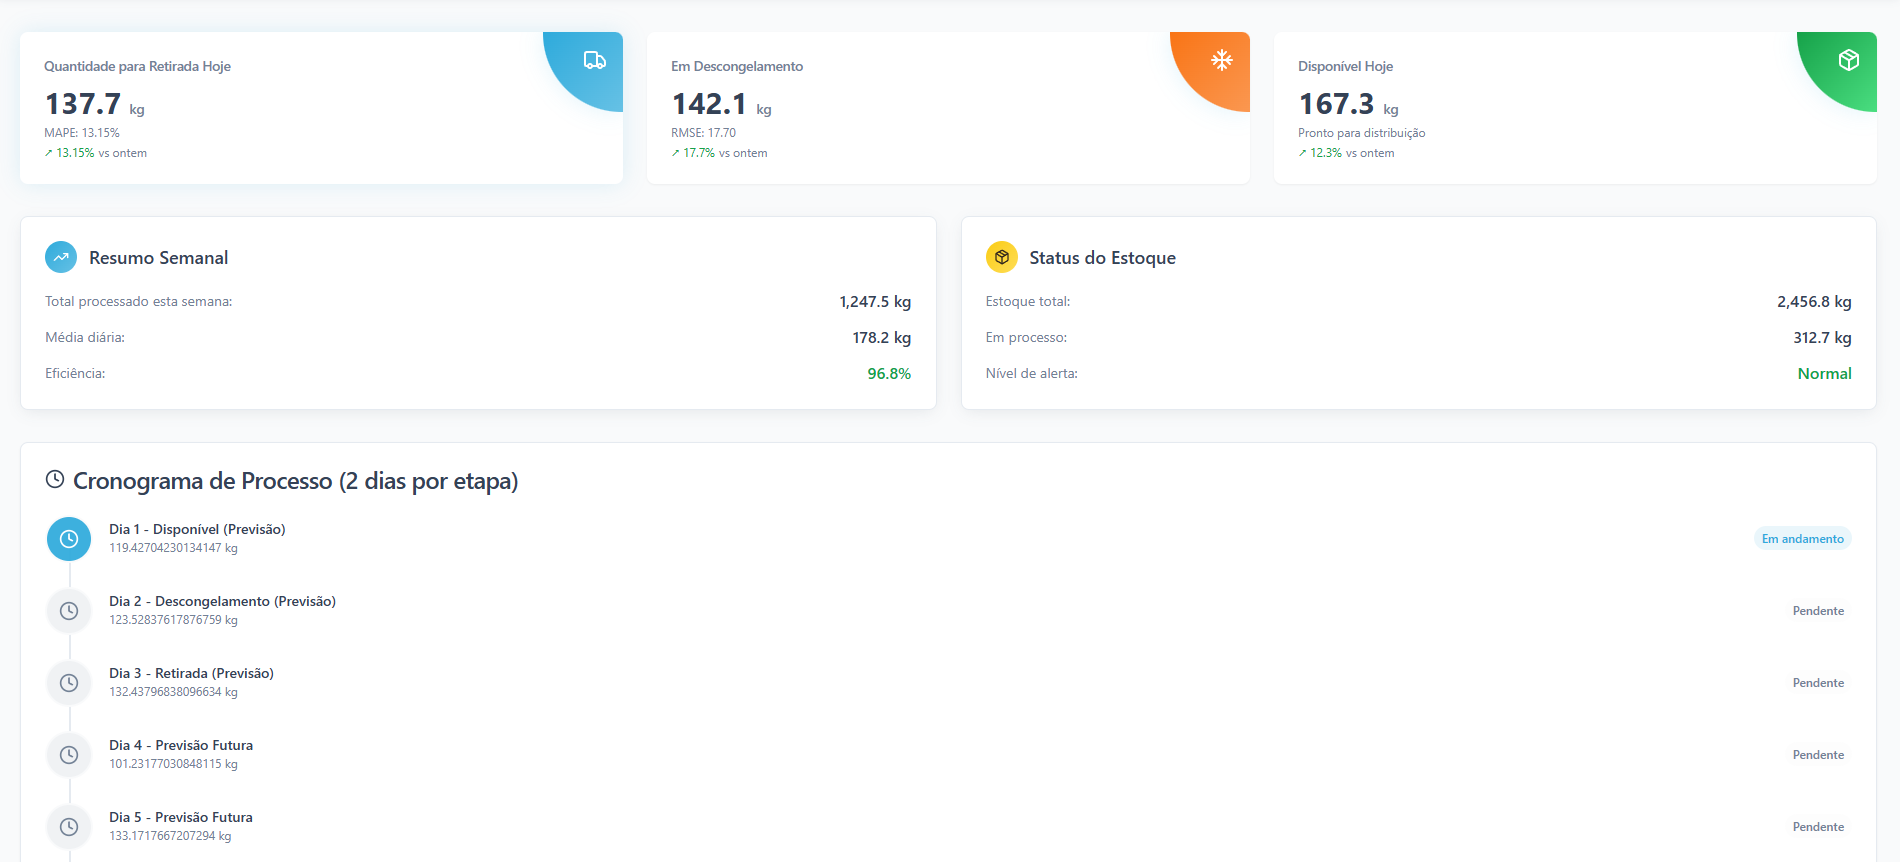 Quantidade para Retirada Hoje
137.7 kg
MAPE: 13.15%
↗ 13.15% vs ontem
Em Descongelamento
142.1 kg
RMSE: 17.70
↗ 17.7% vs ontem
Disponível Hoje
167.3 kg
Pronto para distribuição
↗ 12.3% vs ontem
Resumo Semanal
Total processado esta semana: 1,247.5 kg
Média diária: 178.2 kg
Eficiência: 96.8%
Status do Estoque
Estoque total: 2,456.8 kg
Em processo: 312.7 kg
Nível de alerta: Normal
Cronograma de Processo (2 dias por etapa)
Dia 1 - Disponível (Previsão)
119.42704230134147 kg
Em andamento
Dia 2 - Descongelamento (Previsão)
123.52837617876759 kg
Pendente
Dia 3 - Retirada (Previsão)
132.43796838096634 kg
Pendente
Dia 4 - Previsão Futura
101.23177030848115 kg
Pendente
Dia 5 - Previsão Futura
133.1717667207294 kg
Pendente